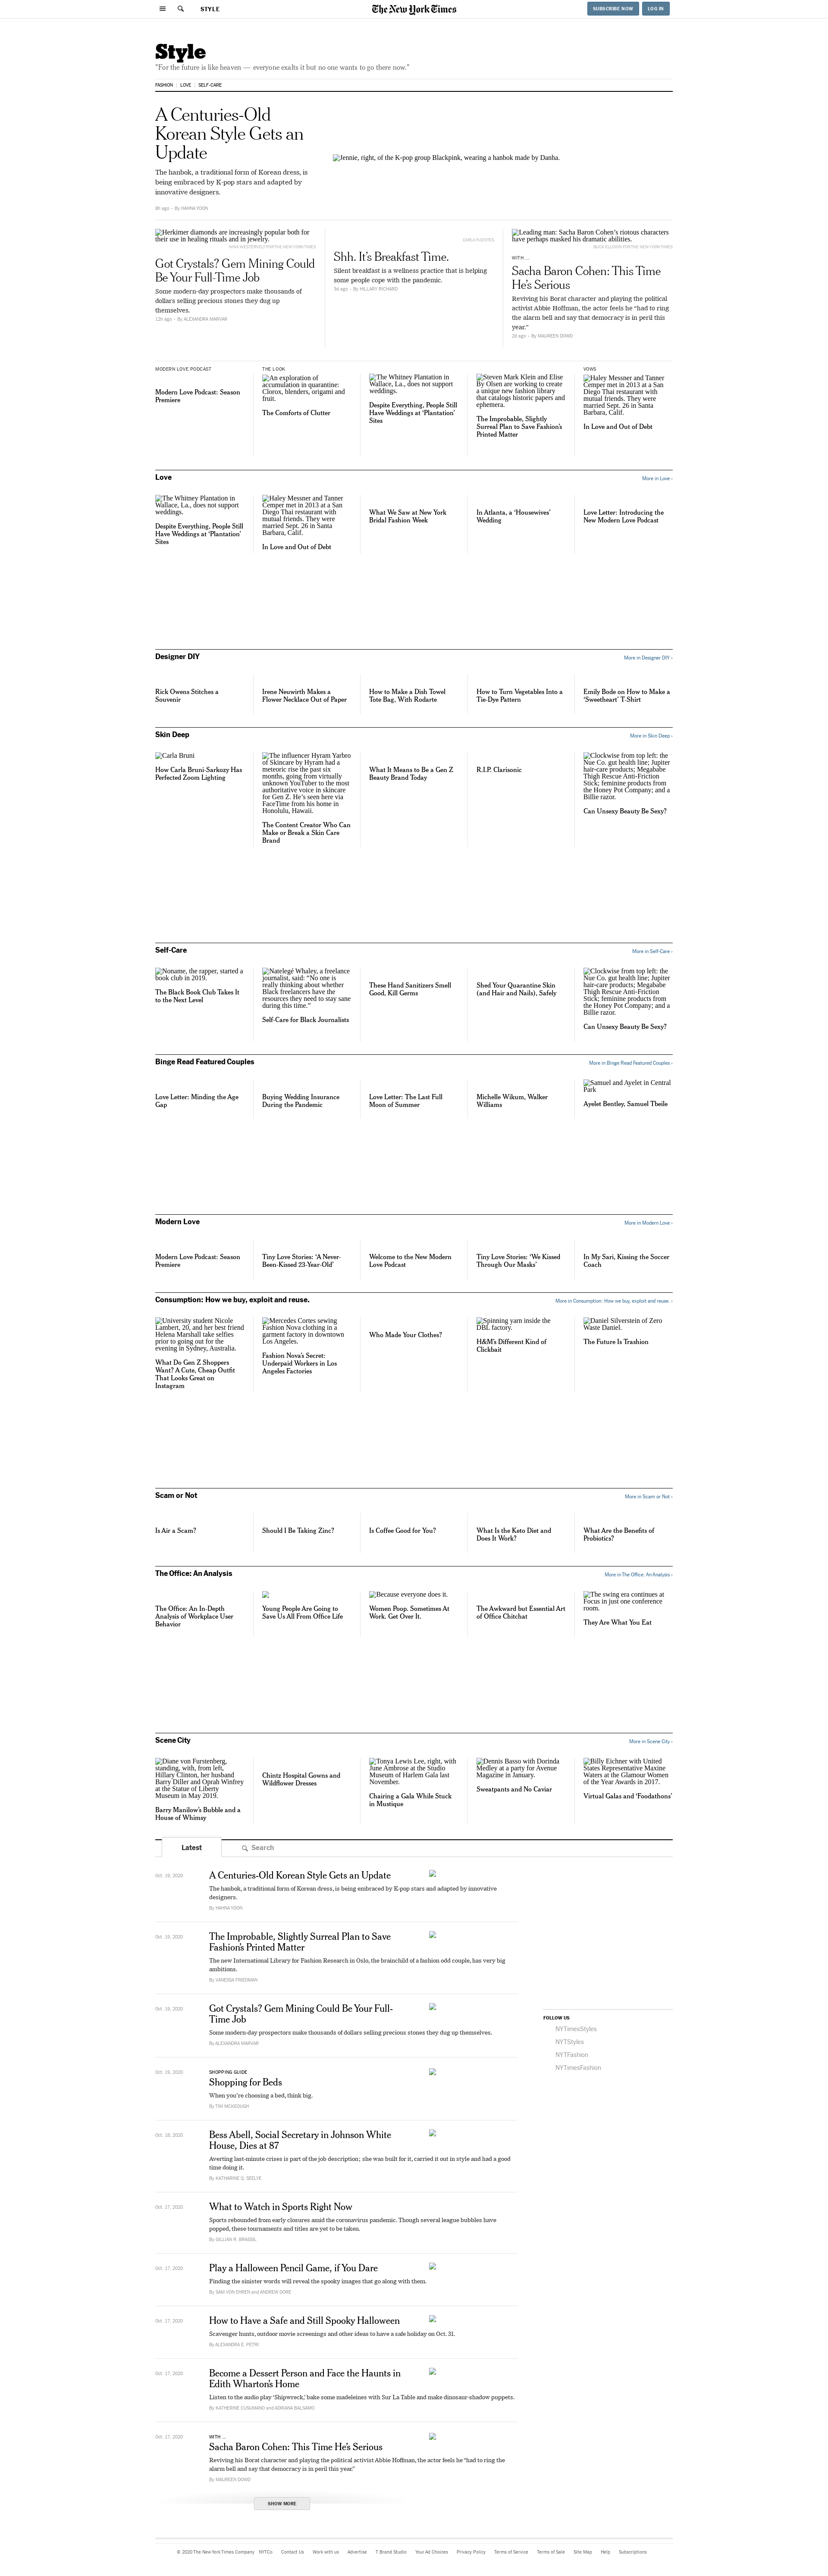 STYLE
The New York Times
SUBSCRIBE NOW
LOG IN
Style
"For the future is like heaven — everyone exalts it but no one wants to go there now."
FASHION
LOVE
SELF-CARE
A Centuries-Old
Korean Style Gets an
Update
The hanbok, a traditional form of Korean dress, is
being embraced by K-pop stars and adapted by
innovative designers.
8h ago - By HAHNA YOON
Jennie, right, of the K-pop group Blackpink, wearing a hanbok made by Danha.
Herkimer diamonds are increasingly popular both for
their use in healing rituals and in jewelry.
NINA WESTERVELT FOR THE NEW YORK TIMES
Got Crystals? Gem Mining Could
Be Your Full-Time Job
Some modern-day prospectors make thousands of
dollars selling precious stones they dug up
themselves.
12h ago - By ALEXANDRA MARVAR
CARLA FUENTES
Shh. It's Breakfast Time.
Silent breakfast is a wellness practice that is helping
some people cope with the pandemic.
3d ago - By HILLARY RICHARD
Leading man: Sacha Baron Cohen's riotous characters
have perhaps masked his dramatic abilities.
BUCK ELLISON FOR THE NEW YORK TIMES
WITH ...
Sacha Baron Cohen: This Time
He's Serious
Reviving his Borat character and playing the political
activist Abbie Hoffman, the actor feels he "had to ring
the alarm bell and say that democracy is in peril this
year."
2d ago - By MAUREEN DOWD
MODERN LOVE PODCAST
Modern Love Podcast: Season
Premiere
THE LOOK
An exploration of
accumulation in quarantine:
Clorox, blenders, origami and
fruit.
The Comforts of Clutter
The Whitney Plantation in
Wallace, La., does not support
weddings.
Despite Everything, People Still
Have Weddings at 'Plantation'
Sites
Steven Mark Klein and Elise
By Olsen are working to create
a unique new fashion library
that catalogs historic papers and
ephemera.
The Improbable, Slightly
Surreal Plan to Save Fashion's
Printed Matter
VOWS
Haley Messner and Tanner
Cemper met in 2013 at a San
Diego Thai restaurant with
mutual friends. They were
married Sept. 26 in Santa
Barbara, Calif.
In Love and Out of Debt
Love
More in Love ›
The Whitney Plantation in
Wallace, La., does not support
weddings.
Despite Everything, People Still
Have Weddings at 'Plantation'
Sites
Haley Messner and Tanner
Cemper met in 2013 at a San
Diego Thai restaurant with
mutual friends. They were
married Sept. 26 in Santa
Barbara, Calif.
In Love and Out of Debt
What We Saw at New York
Bridal Fashion Week
In Atlanta, a 'Housewives'
Wedding
Love Letter: Introducing the
New Modern Love Podcast
Designer DIY
More in Designer DIY ›
Rick Owens Stitches a
Souvenir
Irene Neuwirth Makes a
Flower Necklace Out of Paper
How to Make a Dish Towel
Tote Bag, With Rodarte
How to Turn Vegetables Into a
Tie-Dye Pattern
Emily Bode on How to Make a
'Sweetheart' T-Shirt
Skin Deep
More in Skin Deep ›
Carla Bruni
How Carla Bruni-Sarkozy Has
Perfected Zoom Lighting
The influencer Hyram Yarbro
of Skincare by Hyram had a
meteoric rise the past six
months, going from virtually
unknown YouTuber to the most
authoritative voice in skincare
for Gen Z. He's seen here via
FaceTime from his home in
Honolulu, Hawaii.
The Content Creator Who Can
Make or Break a Skin Care
Brand
What It Means to Be a Gen Z
Beauty Brand Today
R.I.P. Clarisonic
Clockwise from top left: the
Nue Co. gut health line; Jupiter
hair-care products; Megababe
Thigh Rescue Anti-Friction
Stick; feminine products from
the Honey Pot Company; and a
Billie razor.
Can Unsexy Beauty Be Sexy?
Self-Care
More in Self-Care ›
Noname, the rapper, started a
book club in 2019.
The Black Book Club Takes It
to the Next Level
Natelegé Whaley, a freelance
journalist, said: "No one is
really thinking about whether
Black freelancers have the
resources they need to stay sane
during this time."
Self-Care for Black Journalists
These Hand Sanitizers Smell
Good, Kill Germs
Shed Your Quarantine Skin
(and Hair and Nails), Safely
Clockwise from top left: the
Nue Co. gut health line; Jupiter
hair-care products; Megababe
Thigh Rescue Anti-Friction
Stick; feminine products from
the Honey Pot Company; and a
Billie razor.
Can Unsexy Beauty Be Sexy?
Binge Read Featured Couples
More in Binge Read Featured Couples ›
Love Letter: Minding the Age
Gap
Buying Wedding Insurance
During the Pandemic
Love Letter: The Last Full
Moon of Summer
Michelle Wikum, Walker
Williams
Samuel and Ayelet in Central
Park
Ayelet Bentley, Samuel Tbeile
Modern Love
More in Modern Love ›
Modern Love Podcast: Season
Premiere
Tiny Love Stories: 'A Never-
Been-Kissed 23-Year-Old'
Welcome to the New Modern
Love Podcast
Tiny Love Stories: 'We Kissed
Through Our Masks'
In My Sari, Kissing the Soccer
Coach
Consumption: How we buy, exploit and reuse.
More in Consumption: How we buy, exploit and reuse. ›
University student Nicole
Lambert, 20, and her best friend
Helena Marshall take selfies
prior to going out for the
evening in Sydney, Australia.
What Do Gen Z Shoppers
Want? A Cute, Cheap Outfit
That Looks Great on
Instagram
Mercedes Cortes sewing
Fashion Nova clothing in a
garment factory in downtown
Los Angeles.
Fashion Nova's Secret:
Underpaid Workers in Los
Angeles Factories
Who Made Your Clothes?
Spinning yarn inside the
DBL factory.
H&M's Different Kind of
Clickbait
Daniel Silverstein of Zero
Waste Daniel.
The Future Is Trashion
Scam or Not
More in Scam or Not ›
Is Air a Scam?
Should I Be Taking Zinc?
Is Coffee Good for You?
What Is the Keto Diet and
Does It Work?
What Are the Benefits of
Probiotics?
The Office: An Analysis
More in The Office: An Analysis ›
The Office: An In-Depth
Analysis of Workplace User
Behavior
Young People Are Going to
Save Us All From Office Life
Because everyone does it.
Women Poop. Sometimes At
Work. Get Over It.
The Awkward but Essential Art
of Office Chitchat
The swing era continues at
Focus in just one conference
room.
They Are What You Eat
Scene City
More in Scene City ›
Diane von Furstenberg,
standing, with, from left,
Hillary Clinton, her husband
Barry Diller and Oprah Winfrey
at the Statue of Liberty
Museum in May 2019.
Barry Manilow's Bubble and a
House of Whimsy
Chintz Hospital Gowns and
Wildflower Dresses
Tonya Lewis Lee, right, with
June Ambrose at the Studio
Museum of Harlem Gala last
November.
Chairing a Gala While Stuck
in Mustique
Dennis Basso with Dorinda
Medley at a party for Avenue
Magazine in January.
Sweatpants and No Caviar
Billy Eichner with United
States Representative Maxine
Waters at the Glamour Women
of the Year Awards in 2017.
Virtual Galas and 'Foodathons'
Latest
Search
Oct. 19, 2020
A Centuries-Old Korean Style Gets an Update
The hanbok, a traditional form of Korean dress, is being embraced by K-pop stars and adapted by innovative
designers.
By HAHNA YOON
Oct. 19, 2020
The Improbable, Slightly Surreal Plan to Save
Fashion's Printed Matter
The new International Library for Fashion Research in Oslo, the brainchild of a fashion odd couple, has very big
ambitions.
By VANESSA FRIEDMAN
Oct. 19, 2020
Got Crystals? Gem Mining Could Be Your Full-
Time Job
Some modern-day prospectors make thousands of dollars selling precious stones they dug up themselves.
By ALEXANDRA MARVAR
Oct. 19, 2020
SHOPPING GUIDE
Shopping for Beds
When you're choosing a bed, think big.
By TIM MCKEOUGH
Oct. 18, 2020
Bess Abell, Social Secretary in Johnson White
House, Dies at 87
Averting last-minute crises is part of the job description; she was built for it, carried it out in style and had a good
time doing it.
By KATHARINE Q. SEELYE
Oct. 17, 2020
What to Watch in Sports Right Now
Sports rebounded from early closures amid the coronavirus pandemic. Though several league bubbles have
popped, these tournaments and titles are yet to be taken.
By GILLIAN R. BRASSIL
Oct. 17, 2020
Play a Halloween Pencil Game, if You Dare
Finding the sinister words will reveal the spooky images that go along with them.
By SAM VON EHREN and ANDREW DORE
Oct. 17, 2020
How to Have a Safe and Still Spooky Halloween
Scavenger hunts, outdoor movie screenings and other ideas to have a safe holiday on Oct. 31.
By ALEXANDRA E. PETRI
Oct. 17, 2020
Become a Dessert Person and Face the Haunts in
Edith Wharton's Home
Listen to the audio play 'Shipwreck,' bake some madeleines with Sur La Table and make dinosaur-shadow puppets.
By KATHERINE CUSUMANO and ADRIANA BALSAMO
Oct. 17, 2020
WITH ...
Sacha Baron Cohen: This Time He's Serious
Reviving his Borat character and playing the political activist Abbie Hoffman, the actor feels he "had to ring the
alarm bell and say that democracy is in peril this year."
By MAUREEN DOWD
SHOW MORE
FOLLOW US
NYTimesStyles
NYTStyles
NYTFashion
NYTimesFashion
© 2020 The New York Times Company
NYTCo
Contact Us
Work with us
Advertise
T Brand Studio
Your Ad Choices
Privacy Policy
Terms of Service
Terms of Sale
Site Map
Help
Subscriptions